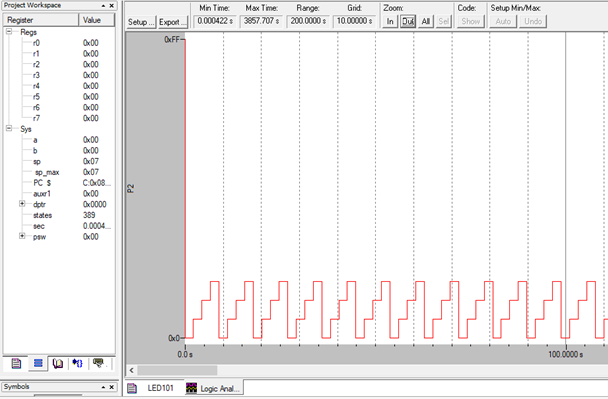 Project Workspace
Register Value
Regs
r0 0x00
r1 0x00
r2 0x00
r3 0x00
r4 0x00
r5 0x00
r6 0x00
r7 0x00
Sys
a 0x00
b 0x00
sp 0x07
sp_max 0x07
PC $ C:0x08...
auxr1 0x00
dptr 0x0000
states 389
sec 0.0004...
psw 0x00
Symbols
Min Time: Max Time: Range: Grid: Zoom: Code: Setup Min/Max:
Setup ... Export ... 0.000422 s 3857.707 s 200.0000 s 10.00000 s In Out All Sel Show Auto Undo
0xFF
P2
0x0
0.0 s 100.0000 s
LED101 Logic Anal...